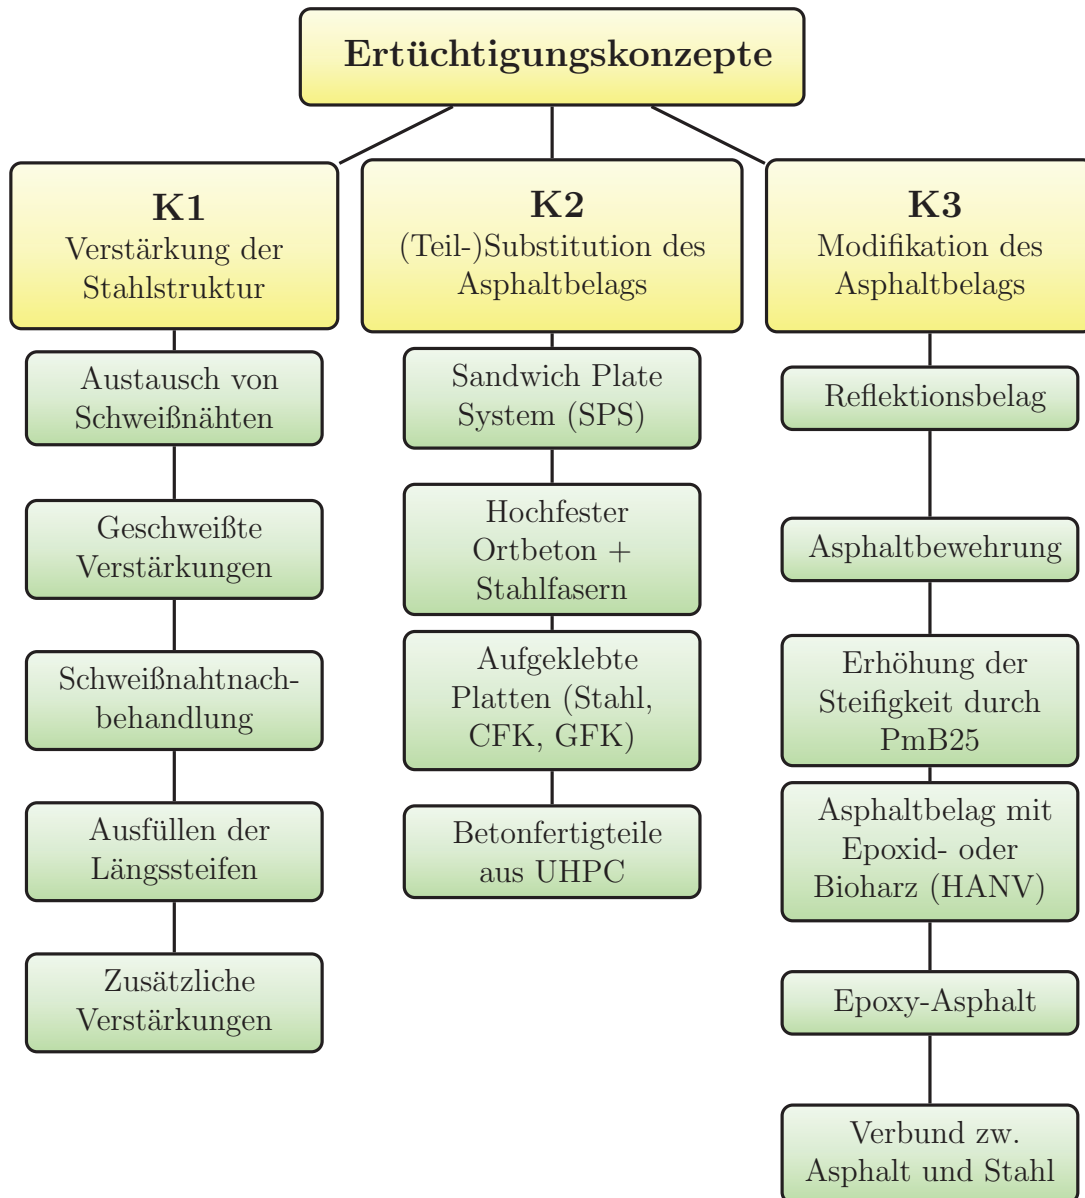 Ertüchtigungskonzepte
K1
Verstärkung der
Stahlstruktur
Austausch von
Schweißnähten
Geschweißte
Verstärkungen
Schweißnahtnach-
behandlung
Ausfüllen der
Längssteifen
Zusätzliche
Verstärkungen
K2
(Teil-)Substitution des
Asphaltbelags
Sandwich Plate
System (SPS)
Hochfester
Ortbeton +
Stahlfasern
Aufgeklebte
Platten (Stahl,
CFK, GFK)
Betonfertigteile
aus UHPC
K3
Modifikation des
Asphaltbelags
Reflektionsbelag
Asphaltbewehrung
Erhöhung der
Steifigkeit durch
PmB25
Asphaltbelag mit
Epoxid- oder
Bioharz (HANV)
Epoxy-Asphalt
Verbund zw.
Asphalt und Stahl